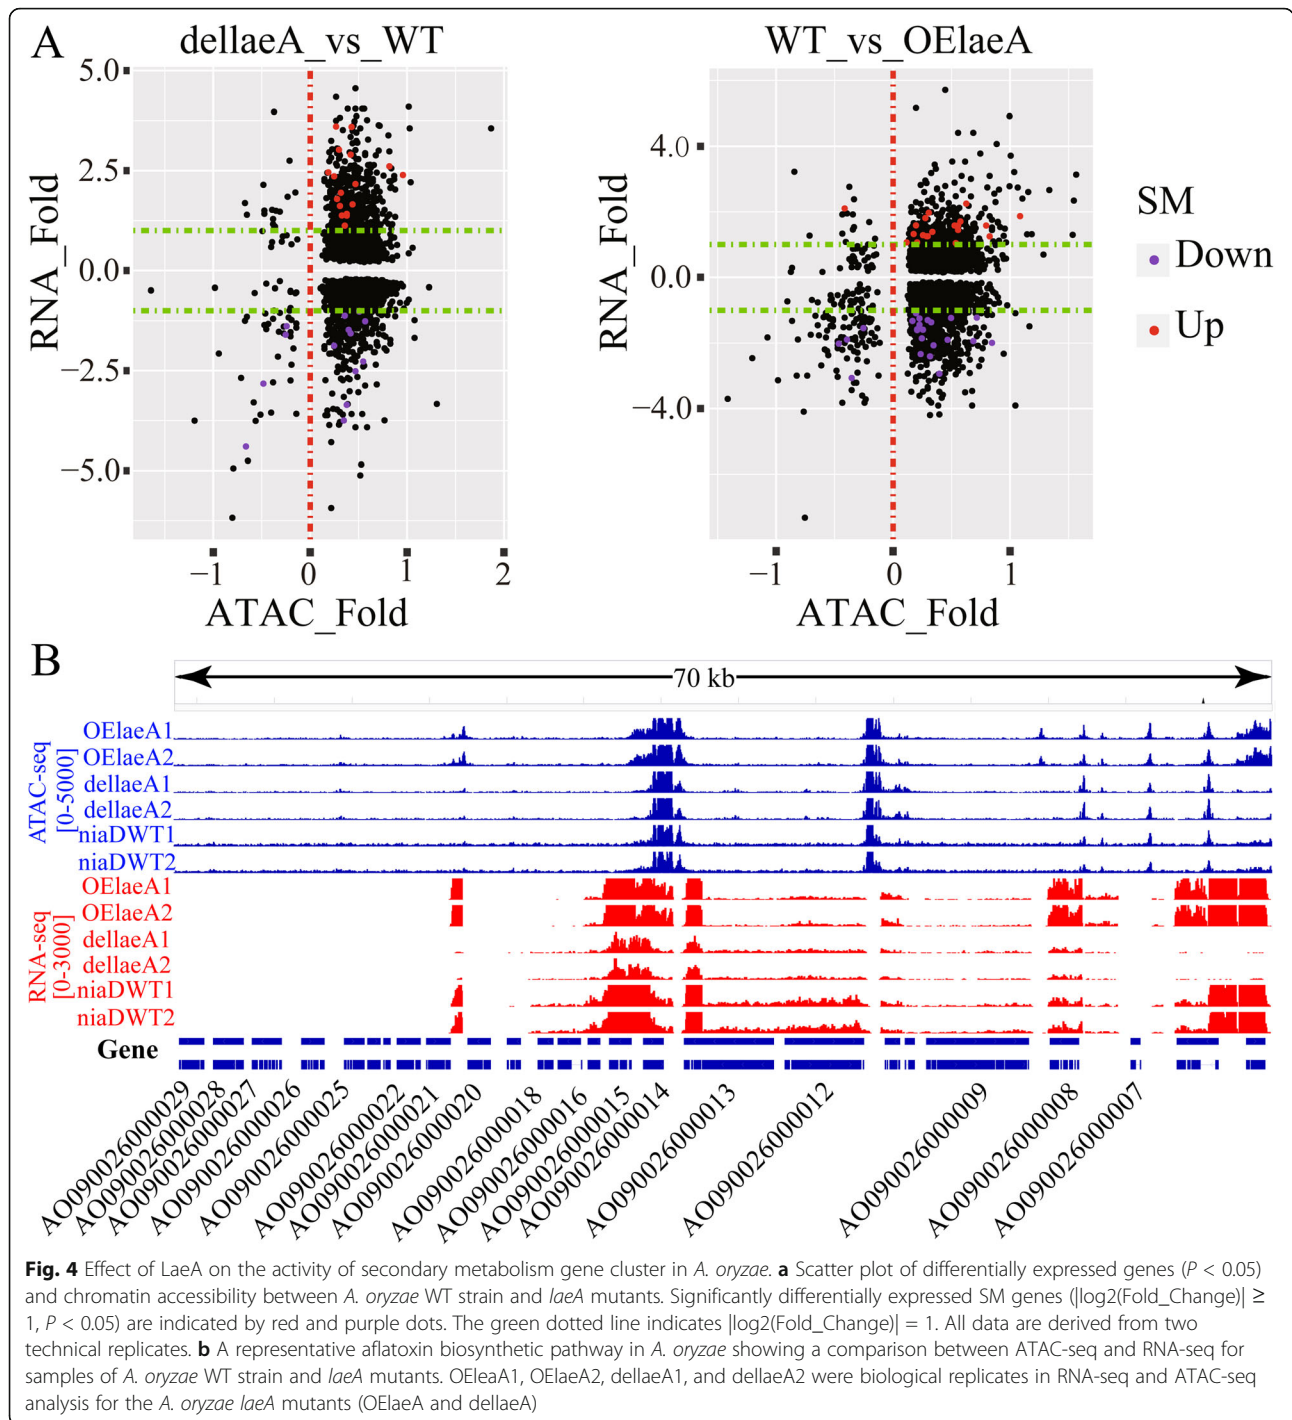 A
dellaeA_vs_WT
WT_vs_OElaeA
5.0
2.5
0.0
−2.5
−5.0
RNA_Fold
−1
0
1
2
ATAC_Fold
4.0
0.0
−4.0
RNA_Fold
−1
0
1
ATAC_Fold
SM
Down
Up
B
70 kb
ATAC-seq
[0-5000]
OElaeA1
OElaeA2
dellaeA1
dellaeA2
niaDWT1
niaDWT2
RNA-seq
[0-3000]
OElaeA1
OElaeA2
dellaeA1
dellaeA2
niaDWT1
niaDWT2
Gene
AO090026000029
AO090026000028
AO090026000027
AO090026000026
AO090026000025
AO090026000022
AO090026000021
AO090026000020
AO090026000018
AO090026000016
AO090026000015
AO090026000014
AO090026000013
AO090026000012
AO090026000009
AO090026000008
AO090026000007
Fig. 4 Effect of LaeA on the activity of secondary metabolism gene cluster in A. oryzae. a Scatter plot of differentially expressed genes (P < 0.05)
and chromatin accessibility between A. oryzae WT strain and laeA mutants. Significantly differentially expressed SM genes (|log2(Fold_Change)| ≥
1, P < 0.05) are indicated by red and purple dots. The green dotted line indicates |log2(Fold_Change)| = 1. All data are derived from two
technical replicates. b A representative aflatoxin biosynthetic pathway in A. oryzae showing a comparison between ATAC-seq and RNA-seq for
samples of A. oryzae WT strain and laeA mutants. OEleaA1, OElaeA2, dellaeA1, and dellaeA2 were biological replicates in RNA-seq and ATAC-seq
analysis for the A. oryzae laeA mutants (OElaeA and dellaeA)